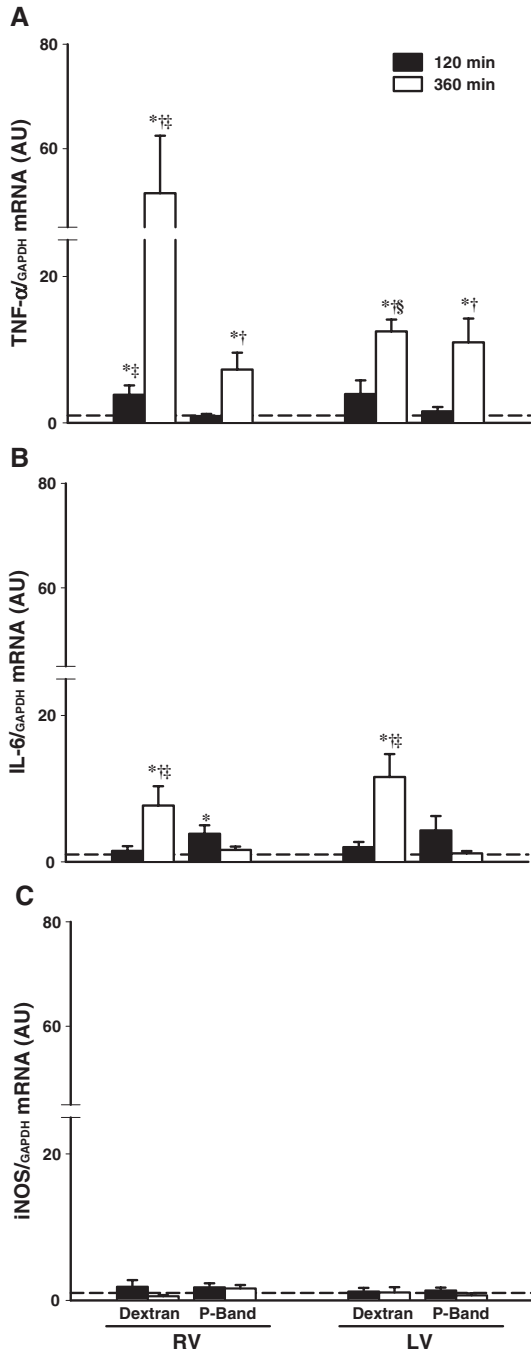 A
80
120 min
360 min
*†‡
60
TNF-α/GAPDH mRNA (AU)
20
*†§
*†
*†
*‡
0
B
80
60
IL-6/GAPDH mRNA (AU)
20
*†‡
*†‡
*
0
C
80
60
iNOS/GAPDH mRNA (AU)
20
0
Dextran P-Band Dextran P-Band
RV LV